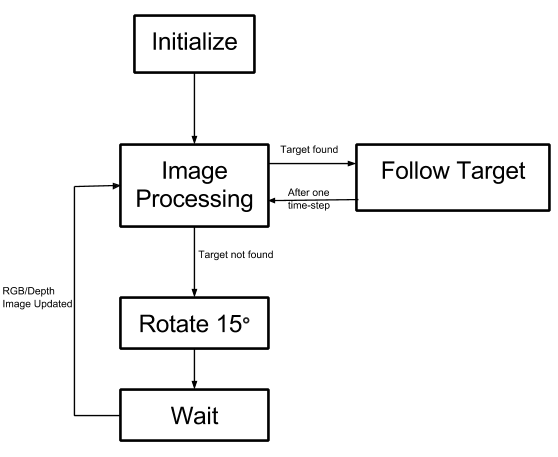 Initialize
Image
Processing
Target found
Follow Target
After one
time-step
Target not found
RGB/Depth
Image Updated
Rotate 15°
Wait